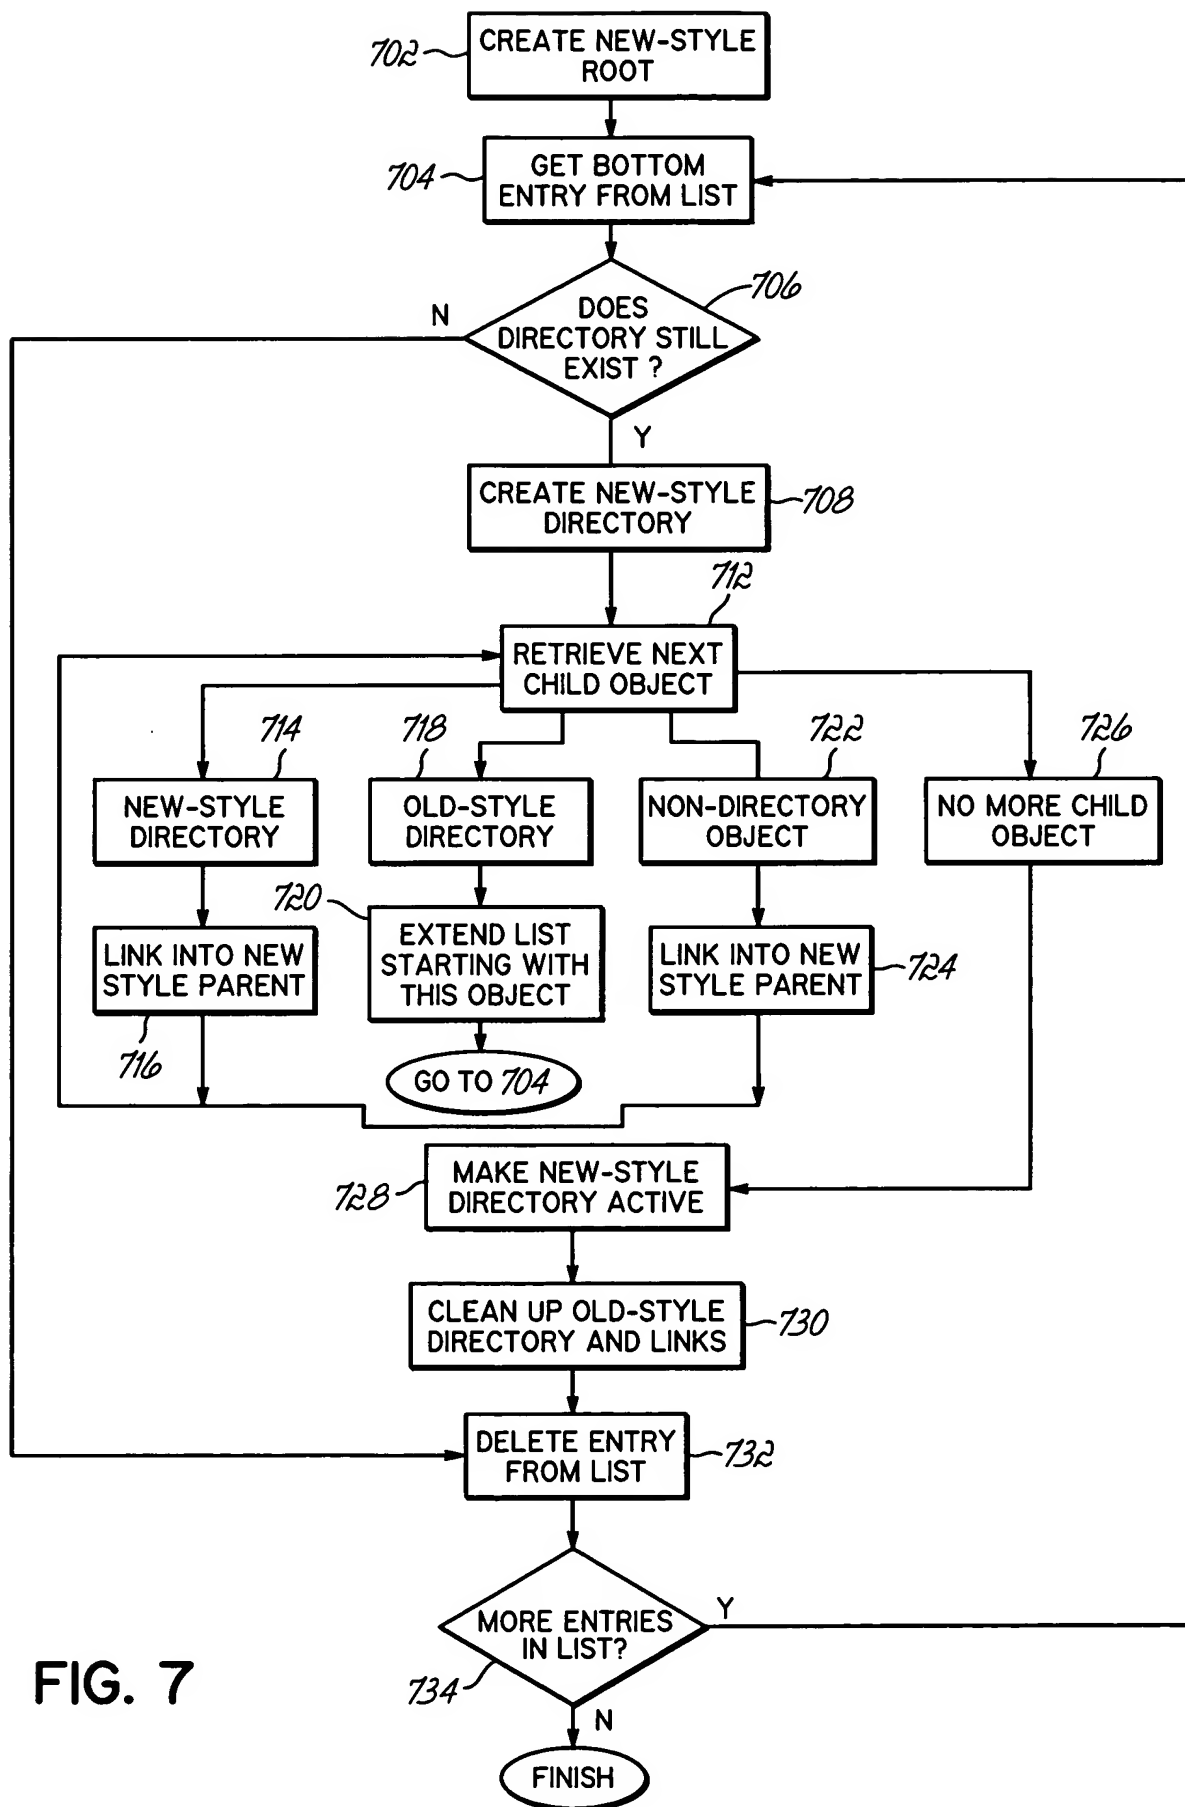 702
CREATE NEW-STYLE
ROOT
704
GET BOTTOM
ENTRY FROM LIST
706
DOES
DIRECTORY STILL
EXIST ?
N
Y
CREATE NEW-STYLE
DIRECTORY
708
712
RETRIEVE NEXT
CHILD OBJECT
714
718
722
726
NEW-STYLE
DIRECTORY
OLD-STYLE
DIRECTORY
NON-DIRECTORY
OBJECT
NO MORE CHILD
OBJECT
720
LINK INTO NEW
STYLE PARENT
716
EXTEND LIST
STARTING WITH
THIS OBJECT
LINK INTO NEW
STYLE PARENT
724
GO TO 704
728
MAKE NEW-STYLE
DIRECTORY ACTIVE
CLEAN UP OLD-STYLE
DIRECTORY AND LINKS
730
DELETE ENTRY
FROM LIST
732
MORE ENTRIES
IN LIST?
Y
734
N
FINISH
FIG. 7